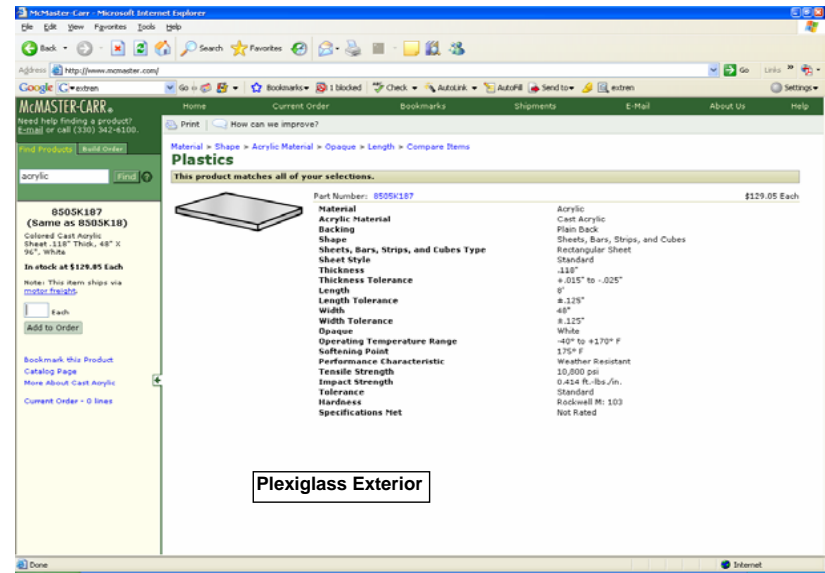 McMaster-Carr - Microsoft Internet Explorer
File Edit View Favorites Tools Help
Back Search Favorites
Address http://www.mcmaster.com/ Go Links »
Google extren Go Bookmarks 1 blocked Check AutoLink AutoFill Send to extren Settings
McMASTER-CARR®
Home Current Order Bookmarks Shipments E-Mail About Us Help
Need help finding a product?
E-mail or call (330) 342-6100.
Print How can we improve?
Find Products Build Order
acrylic Find
Material > Shape > Acrylic Material > Opaque > Length > Compare Items
Plastics
This product matches all of your selections.
8505K187
(Same as 8505K18)
Colored Cast Acrylic
Sheet .118" Thick, 48" X
96", White
In stock at $129.05 Each
Note: This item ships via
motor freight.
Each
Add to Order
Bookmark this Product
Catalog Page
More About Cast Acrylic
Current Order - 0 lines
Part Number: 8505K187 $129.05 Each
Material Acrylic
Acrylic Material Cast Acrylic
Backing Plain Back
Shape Sheets, Bars, Strips, and Cubes
Sheets, Bars, Strips, and Cubes Type Rectangular Sheet
Sheet Style Standard
Thickness .118"
Thickness Tolerance +.015" to -.025"
Length 8'
Length Tolerance ±.125"
Width 48"
Width Tolerance ±.125"
Opaque White
Operating Temperature Range -40° to +170° F
Softening Point 175° F
Performance Characteristic Weather Resistant
Tensile Strength 10,800 psi
Impact Strength 0.414 ft.-lbs./in.
Tolerance Standard
Hardness Rockwell M: 103
Specifications Met Not Rated
Plexiglass Exterior
Done Internet